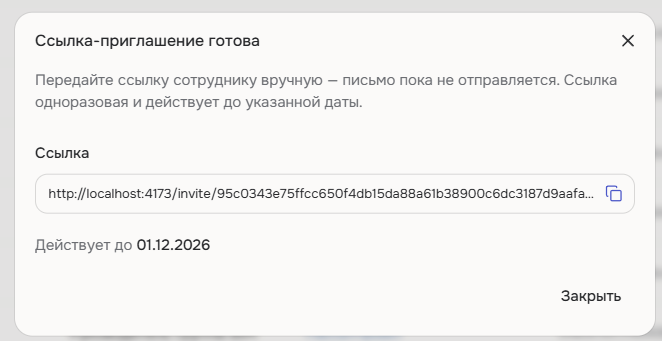 Ссылка-приглашение готова
Передайте ссылку сотруднику вручную — письмо пока не отправляется. Ссылка
одноразовая и действует до указанной даты.
Ссылка
http://localhost:4173/invite/95c0343e75ffcc650f4db15da88a61b38900c6dc3187d9aafa...
Действует до 01.12.2026
Закрыть